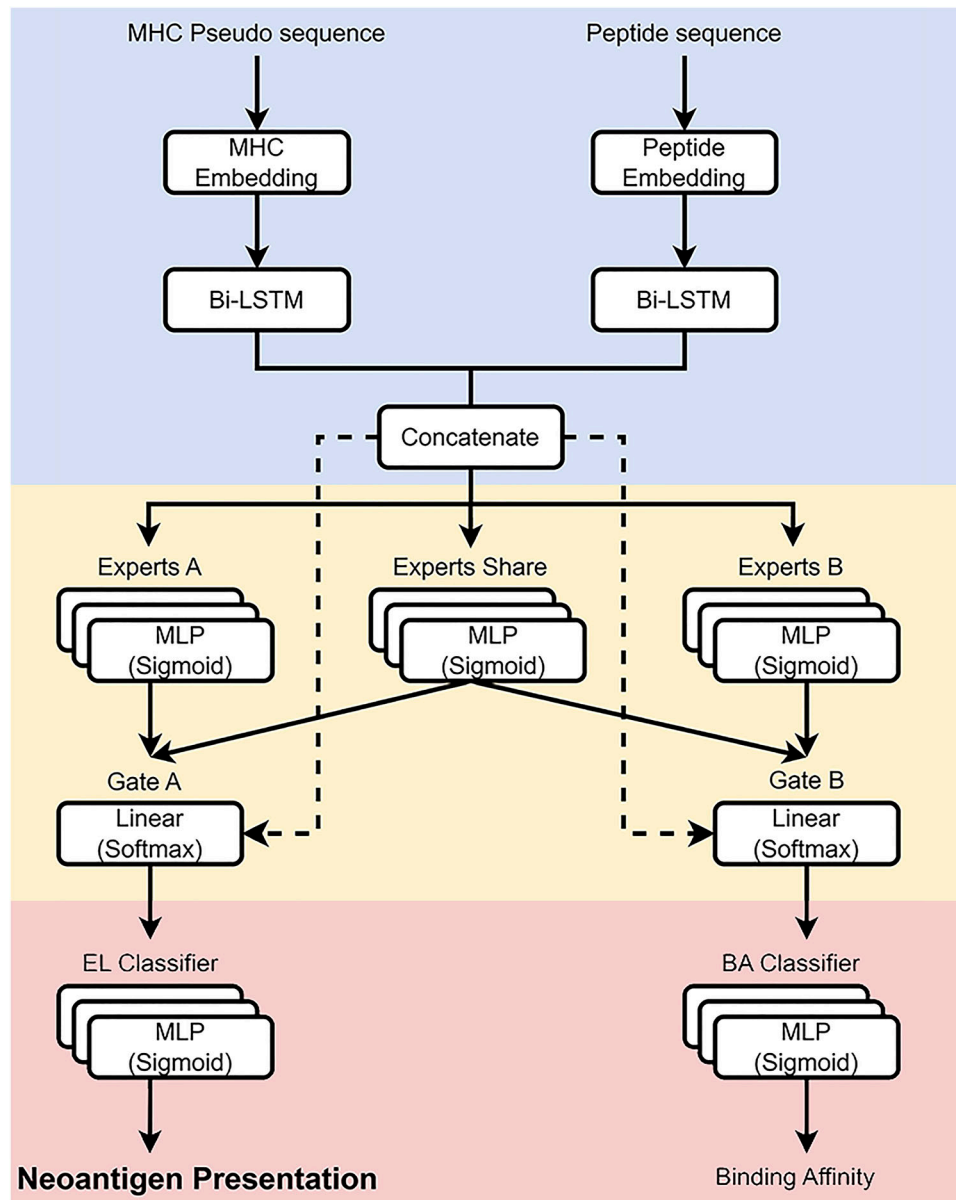 MHC Pseudo sequence
Peptide sequence
MHC
Embedding
Peptide
Embedding
Bi-LSTM
Bi-LSTM
Concatenate
Experts A
Experts Share
Experts B
MLP
(Sigmoid)
MLP
(Sigmoid)
MLP
(Sigmoid)
Gate A
Gate B
Linear
(Softmax)
Linear
(Softmax)
EL Classifier
BA Classifier
MLP
(Sigmoid)
MLP
(Sigmoid)
Neoantigen Presentation
Binding Affinity